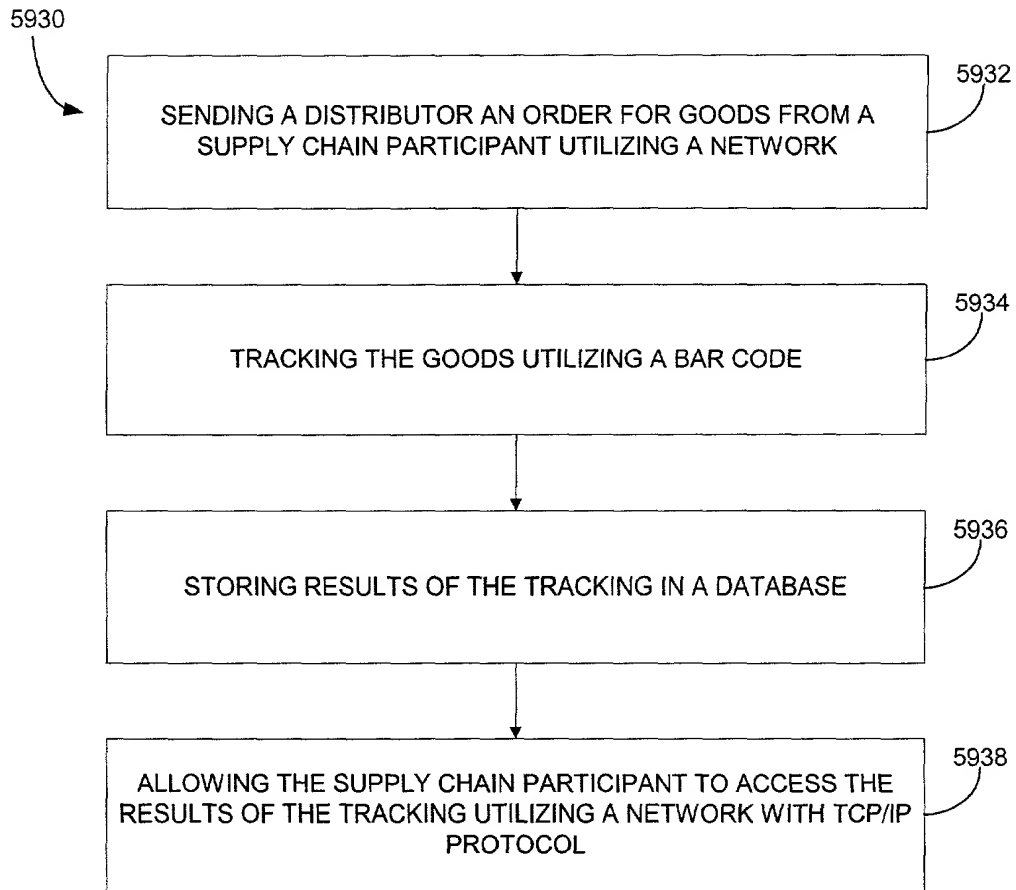 5930
5932
SENDING A DISTRIBUTOR AN ORDER FOR GOODS FROM A
SUPPLY CHAIN PARTICIPANT UTILIZING A NETWORK
5934
TRACKING THE GOODS UTILIZING A BAR CODE
5936
STORING RESULTS OF THE TRACKING IN A DATABASE
5938
ALLOWING THE SUPPLY CHAIN PARTICIPANT TO ACCESS THE
RESULTS OF THE TRACKING UTILIZING A NETWORK WITH TCP/IP
PROTOCOL